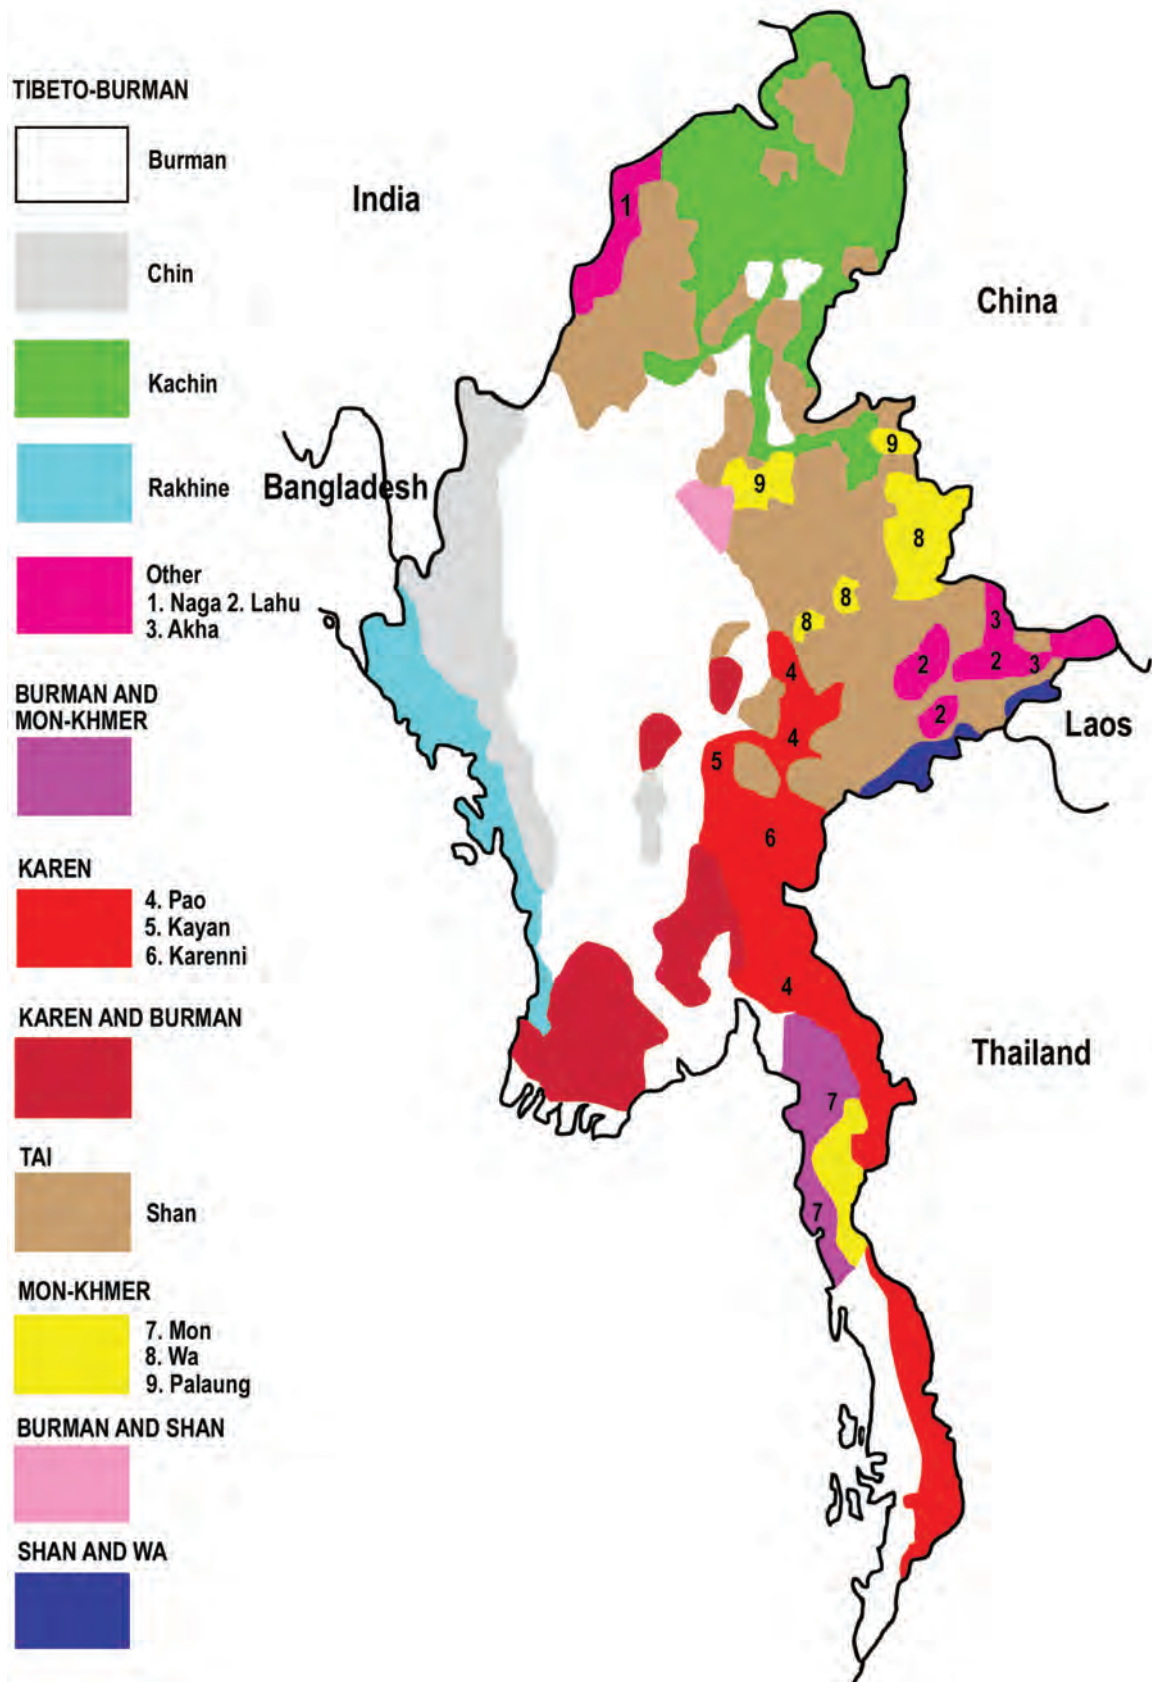 TIBETO-BURMAN
Burman
Chin
Kachin
Rakhine
Other
1. Naga 2. Lahu
3. Akha
BURMAN AND
MON-KHMER
KAREN
4. Pao
5. Kayan
6. Karenni
KAREN AND BURMAN
TAI
Shan
MON-KHMER
7. Mon
8. Wa
9. Palaung
BURMAN AND SHAN
SHAN AND WA
India
China
Bangladesh
Laos
Thailand
1
9
9
8
8
8
3
2
2
3
2
4
4
5
6
4
7
7